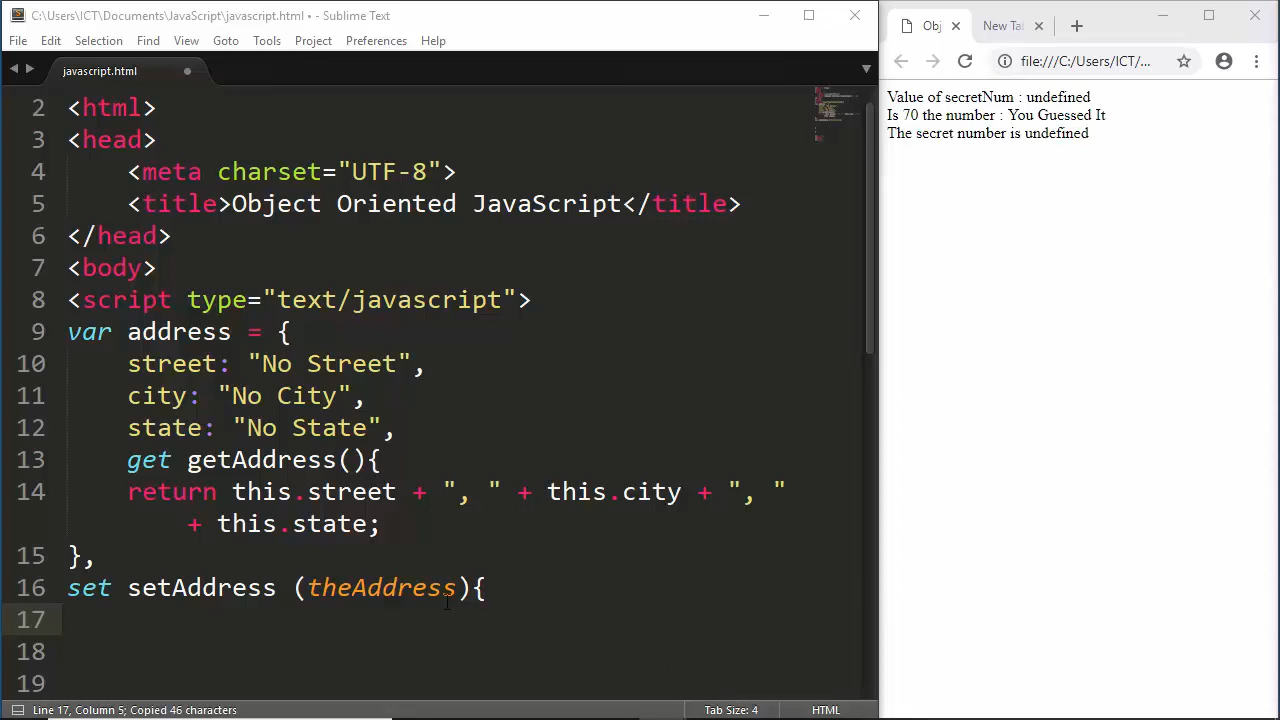 C:\Users\ICT\Documents\JavaScript\javascript.html • - Sublime Text
File Edit Selection Find View Goto Tools Project Preferences Help
javascript.html
2 <html>
3 <head>
4 <meta charset="UTF-8">
5 <title>Object Oriented JavaScript</title>
6 </head>
7 <body>
8 <script type="text/javascript">
9 var address = {
10 street: "No Street",
11 city: "No City",
12 state: "No State",
13 get getAddress(){
14 return this.street + ", " + this.city + ", "
+ this.state;
15 },
16 set setAddress (theAddress){
17
18
19
Line 17, Column 5; Copied 46 characters
Tab Size: 4
HTML
Obj
New Tal
file:///C:/Users/ICT/...
Value of secretNum : undefined
Is 70 the number : You Guessed It
The secret number is undefined